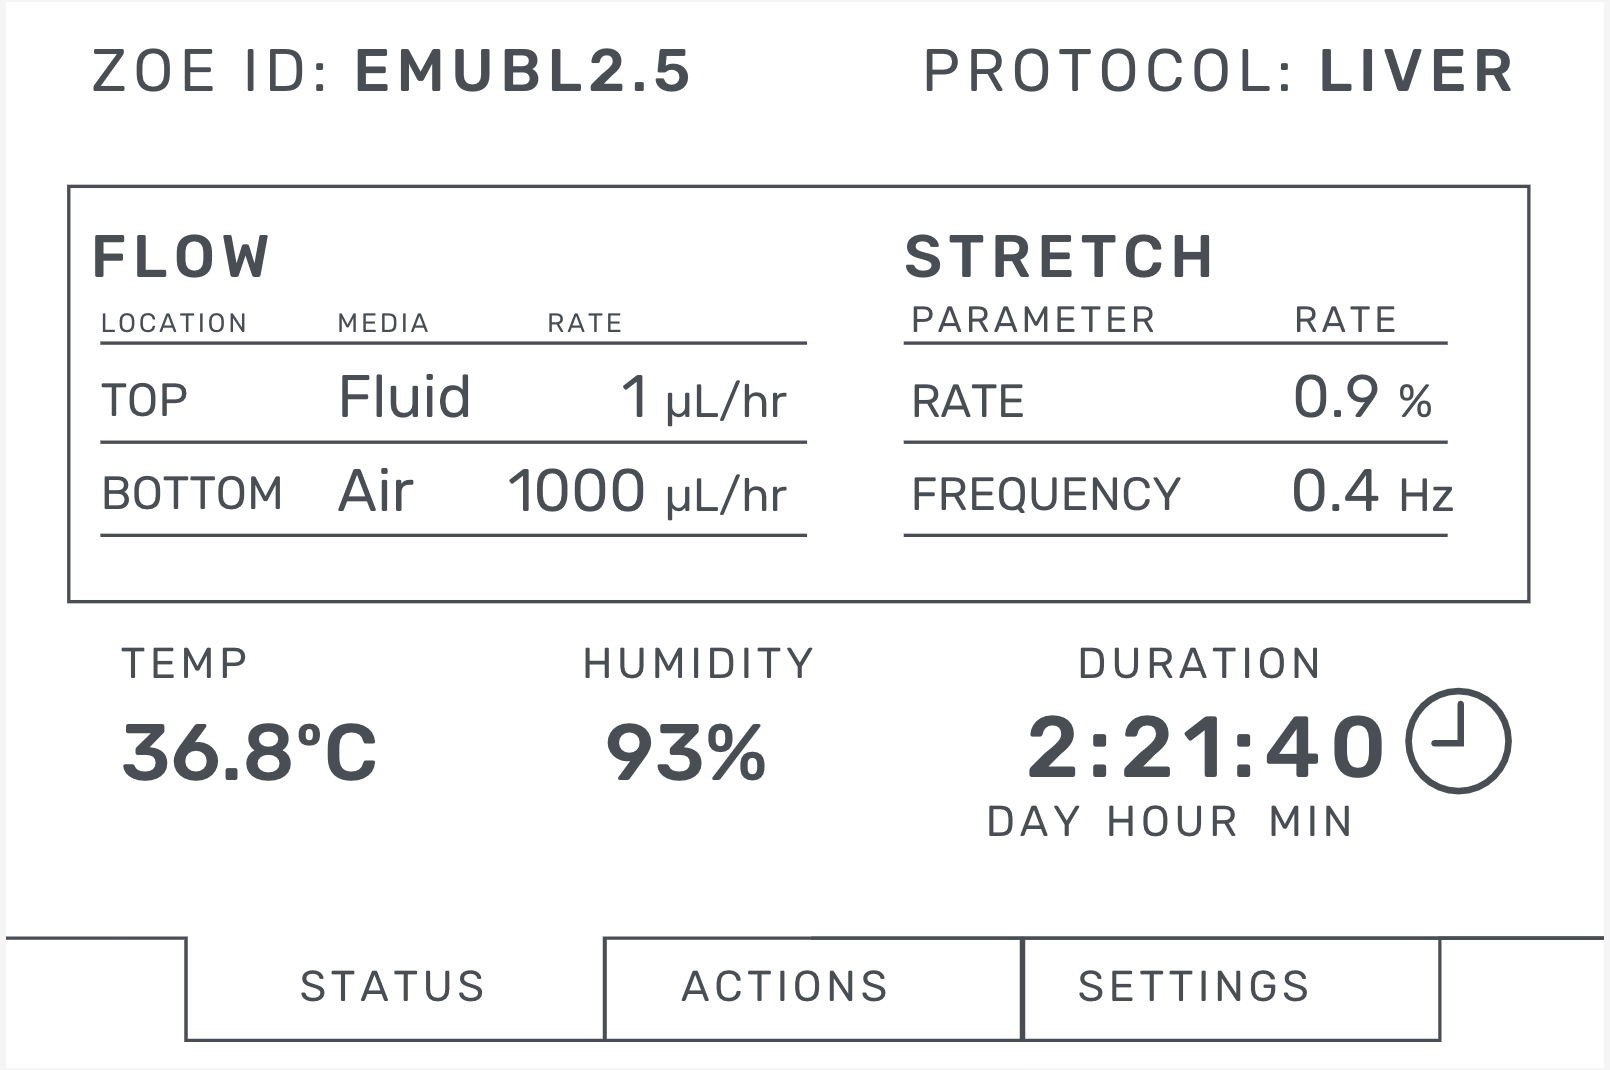 ZOE ID: EMUBL2.5 PROTOCOL: LIVER
FLOW
LOCATION MEDIA RATE
TOP Fluid 1 µL/hr
BOTTOM Air 1000 µL/hr
STRETCH
PARAMETER RATE
RATE 0.9 %
FREQUENCY 0.4 Hz
TEMP
36.8ºC
HUMIDITY
93%
DURATION
2:21:40
DAY HOUR MIN
STATUS ACTIONS SETTINGS